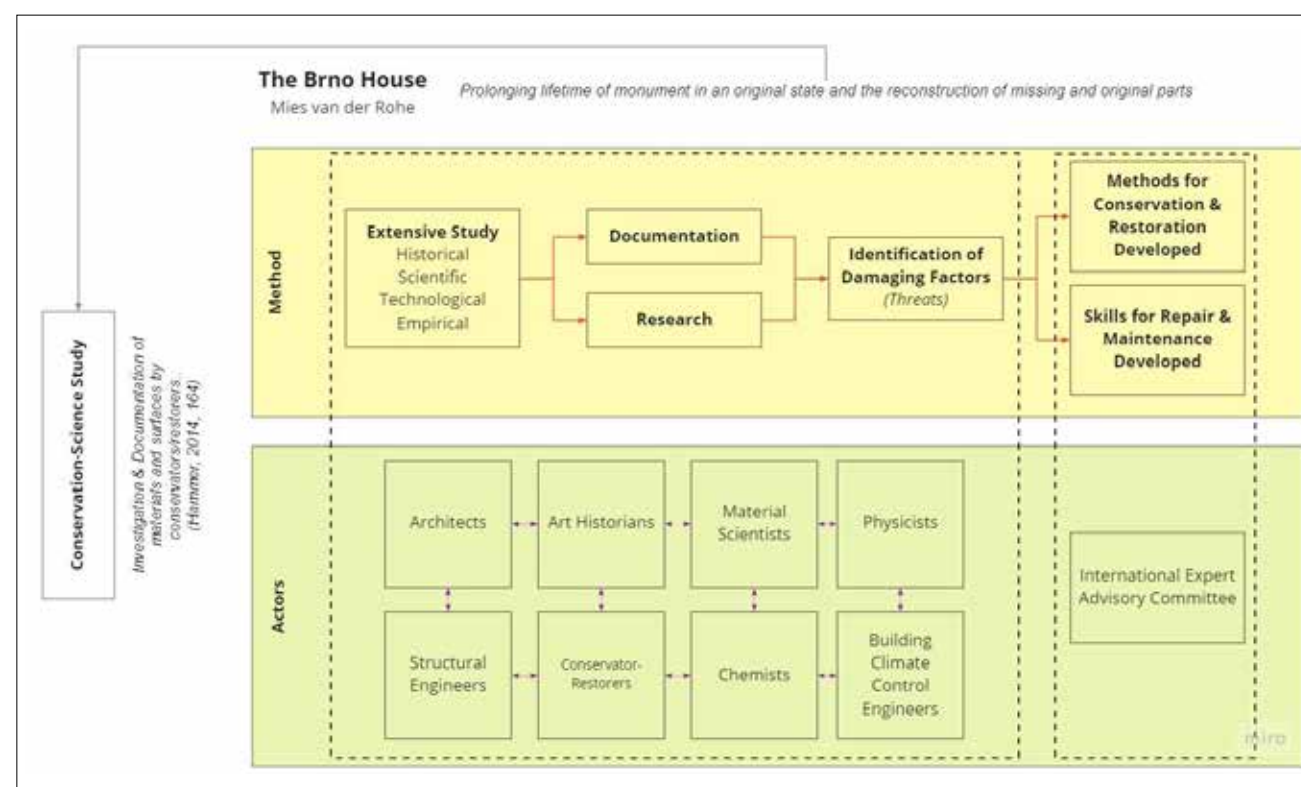 The Brno House
Mies van der Rohe
Prolonging lifetime of monument in an original state and the reconstruction of missing and original parts
Conservation-Science Study
Investigation & Documentation of
materials and surfaces by
conservators/restorers.
(Hammer, 2014, 164)
Method
Extensive Study
Historical
Scientific
Technological
Empirical
Documentation
Research
Identification of
Damaging Factors
(Threats)
Methods for
Conservation &
Restoration
Developed
Skills for Repair &
Maintenance
Developed
Actors
Architects
Art Historians
Material
Scientists
Physicists
Structural
Engineers
Conservator-
Restorers
Chemists
Building
Climate
Control
Engineers
International Expert
Advisory Committee
miro